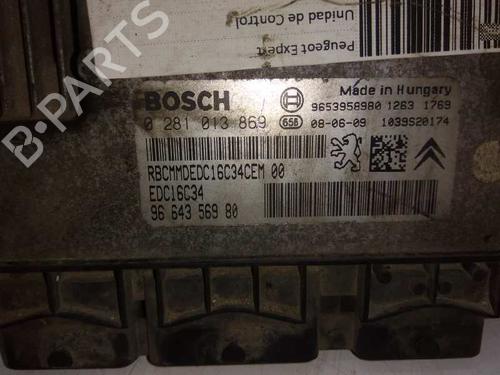 Peugeot Expert
Unidad de Control
BOSCH
0 281 013 869
658
Made in Hungary
9653958980 1263 1769
08-06-09 1039S20174
RBCMMDEDC16C34CEM 00
EDC16C34
96 643 569 80
B-PARTS